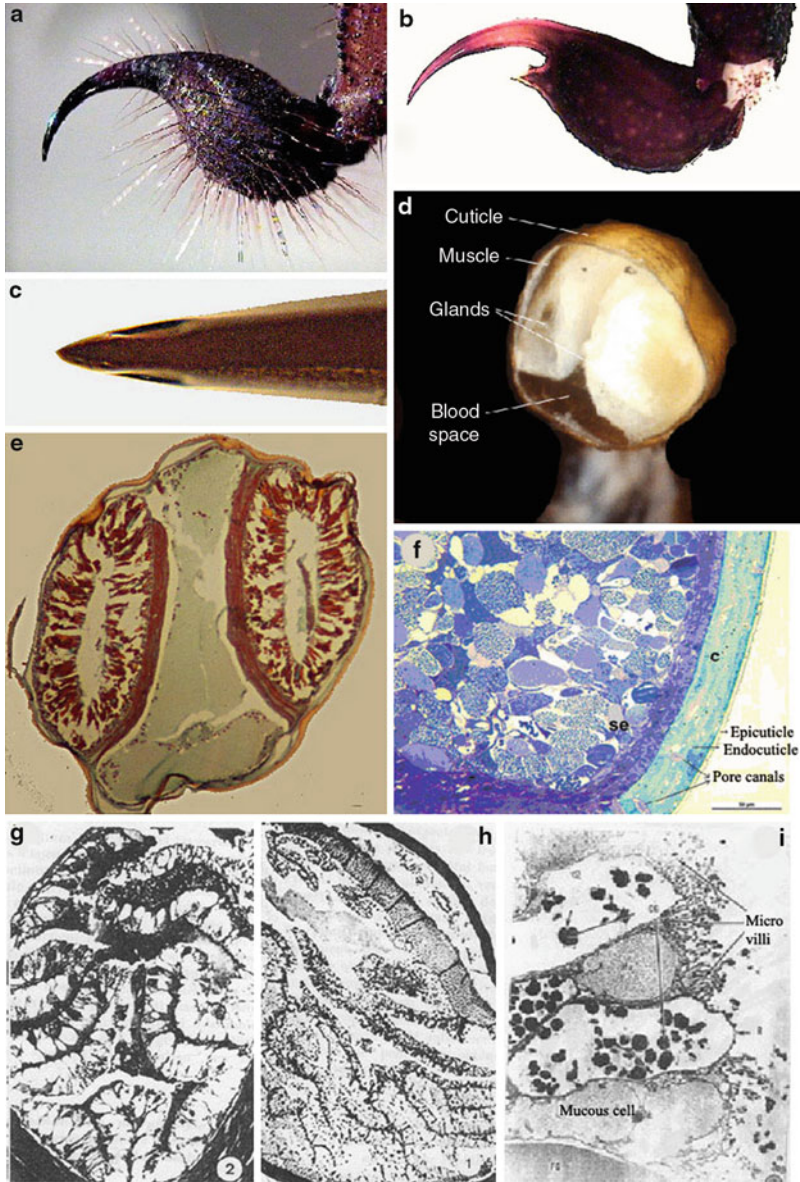 a
b
d
Cuticle
Muscle
Glands
Blood
space
c
e
f
c
se
Epicuticle
Endocuticle
Pore canals
g
2
h
1
i
Micro
villi
Mucous cell